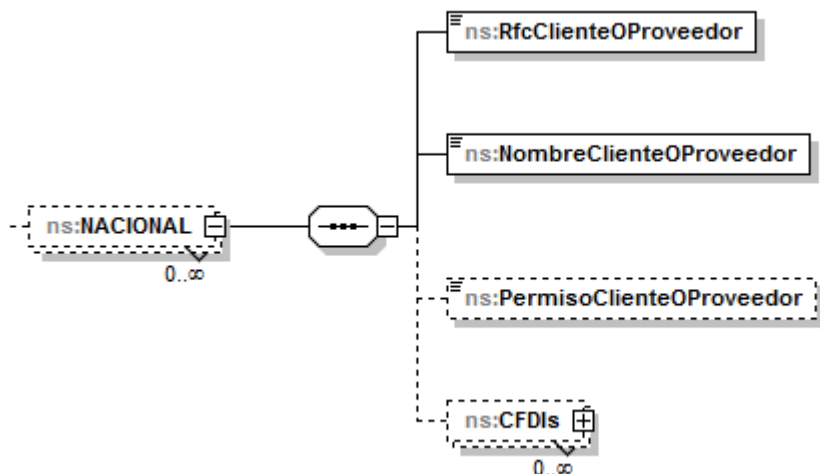 ns:RfcClienteOProveedor
ns:NombreClienteOProveedor
ns:NACIONAL
0..∞
ns:PermisoClienteOProveedor
ns:CFDIs
0..∞